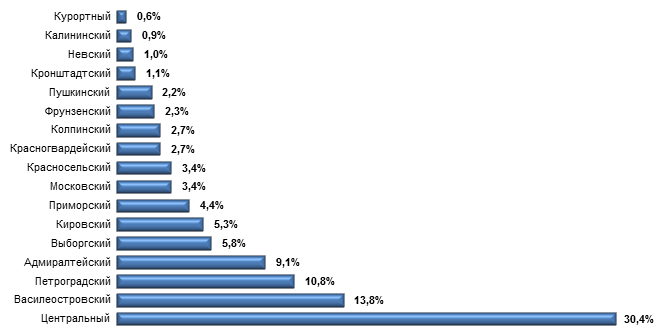 Курортный 0,6%
Калининский 0,9%
Невский 1,0%
Кронштадтский 1,1%
Пушкинский 2,2%
Фрунзенский 2,3%
Колпинский 2,7%
Красногвардейский 2,7%
Красносельский 3,4%
Московский 3,4%
Приморский 4,4%
Кировский 5,3%
Выборгский 5,8%
Адмиралтейский 9,1%
Петроградский 10,8%
Василеостровский 13,8%
Центральный 30,4%